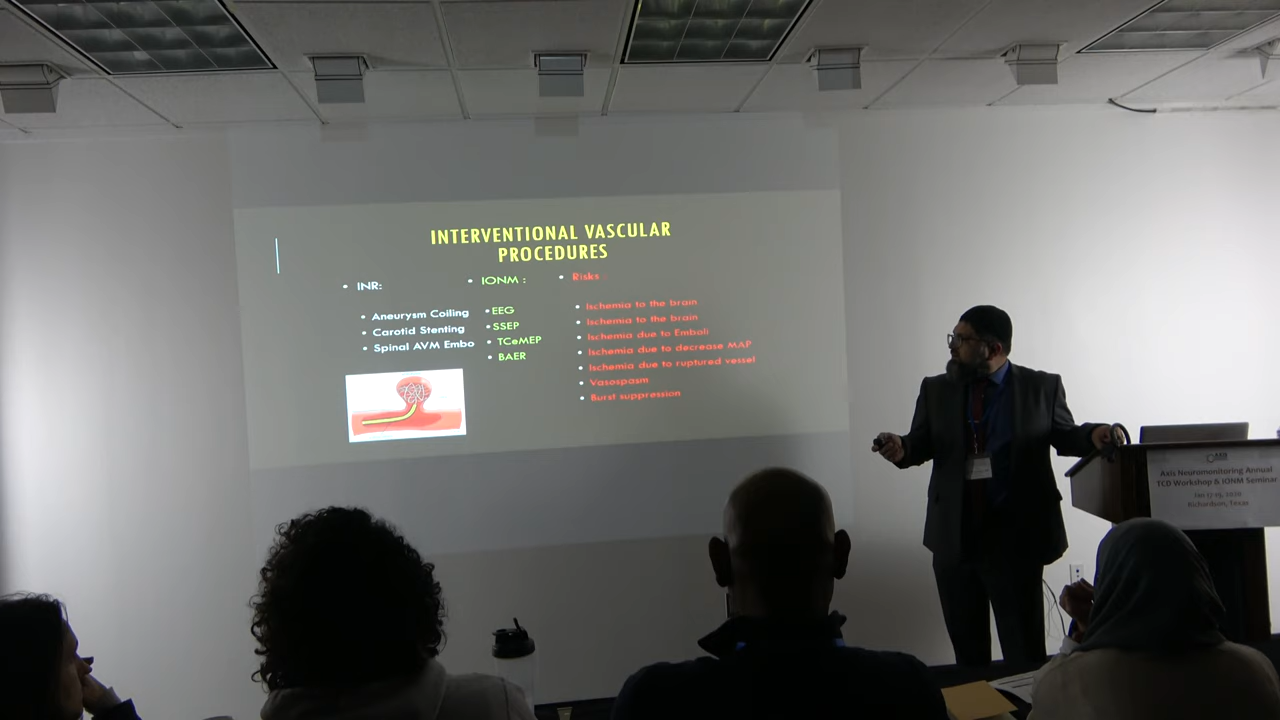 INTERVENTIONAL VASCULAR
PROCEDURES
• INR:
• Aneurysm Coiling
• Carotid Stenting
• Spinal AVM Embo
• IONM :
• EEG
• SSEP
• TCeMEP
• BAER
• Risks
• Ischemia to the brain
• Ischemia to the brain
• Ischemia due to Emboli
• Ischemia due to decrease MAP
• Ischemia due to ruptured vessel
• Vasospasm
• Burst suppression
Axis Neuromonitoring Annual
TCD Workshop & IONM Seminar
Richardson, Texas